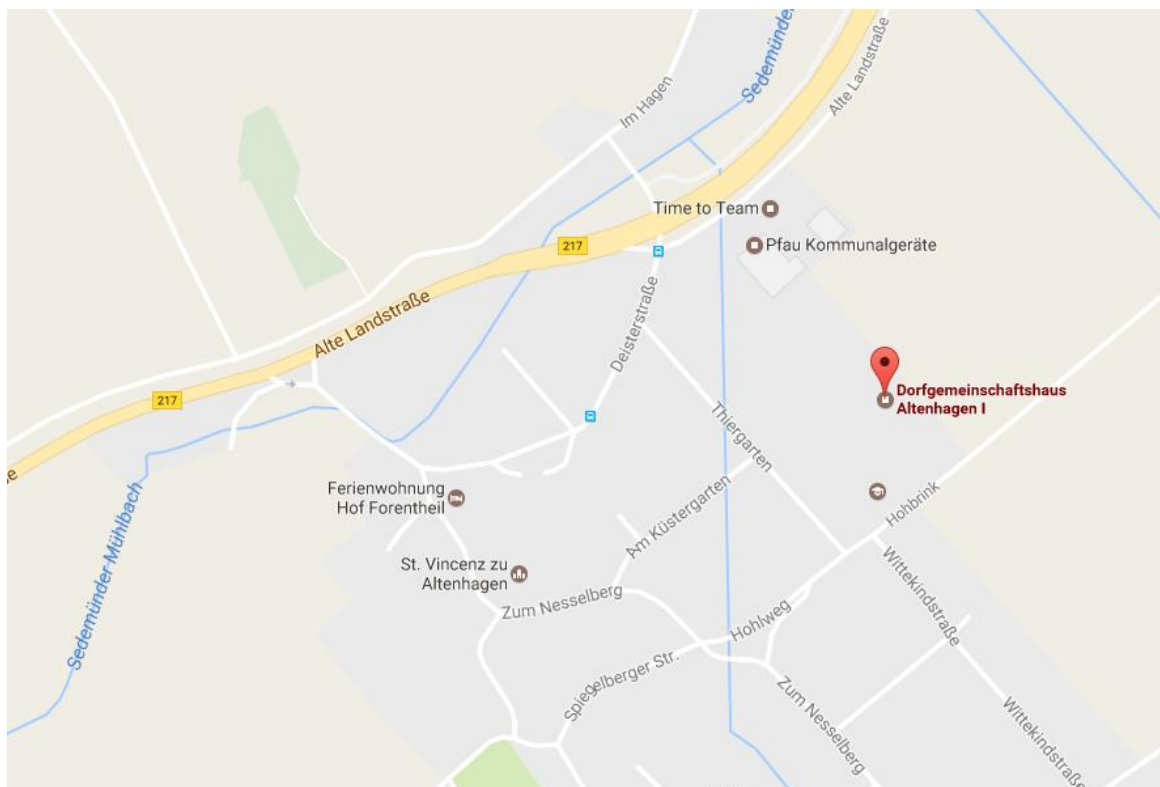 Sedemünder
Im Hagen
Alte Landstraße
Time to Team
Pfau Kommunalgeräte
217
Alte Landstraße
Deisterstraße
217
Dorfgemeinschaftshaus
Altenhagen I
Thiergarten
Ferienwohnung
Hof Forentheil
Am Küstergarten
Hohbrink
Sedemünder Mühlbach
St. Vincenz zu
Altenhagen
Zum Nesselberg
Hohlweg
Wittekindstraße
Spiegelberger Str.
Zum Nesselberg
Wittekindstraße